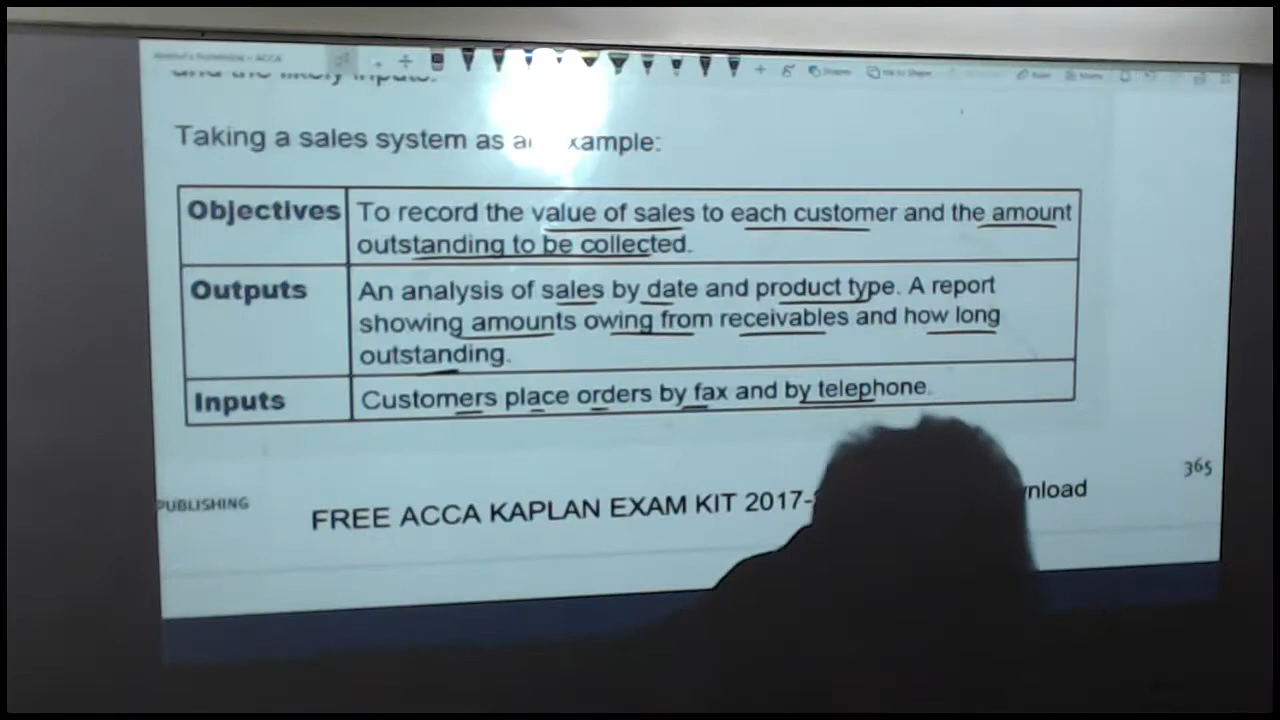 Taking a sales system as a xample:
Objectives To record the value of sales to each customer and the amount
outstanding to be collected.
Outputs An analysis of sales by date and product type. A report
showing amounts owing from receivables and how long
outstanding.
Inputs Customers place orders by fax and by telephone.
365
PUBLISHING
FREE ACCA KAPLAN EXAM KIT 2017-